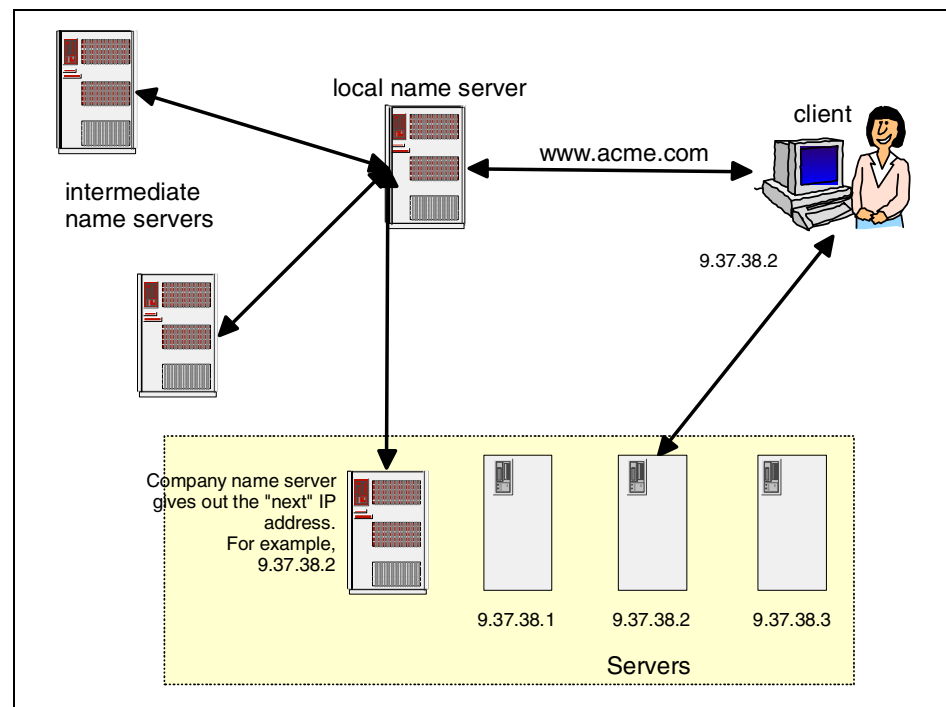 local name server
client
www.acme.com
intermediate
name servers
9.37.38.2
Company name server
gives out the "next" IP
address.
For example,
9.37.38.2
9.37.38.1
9.37.38.2
9.37.38.3
Servers